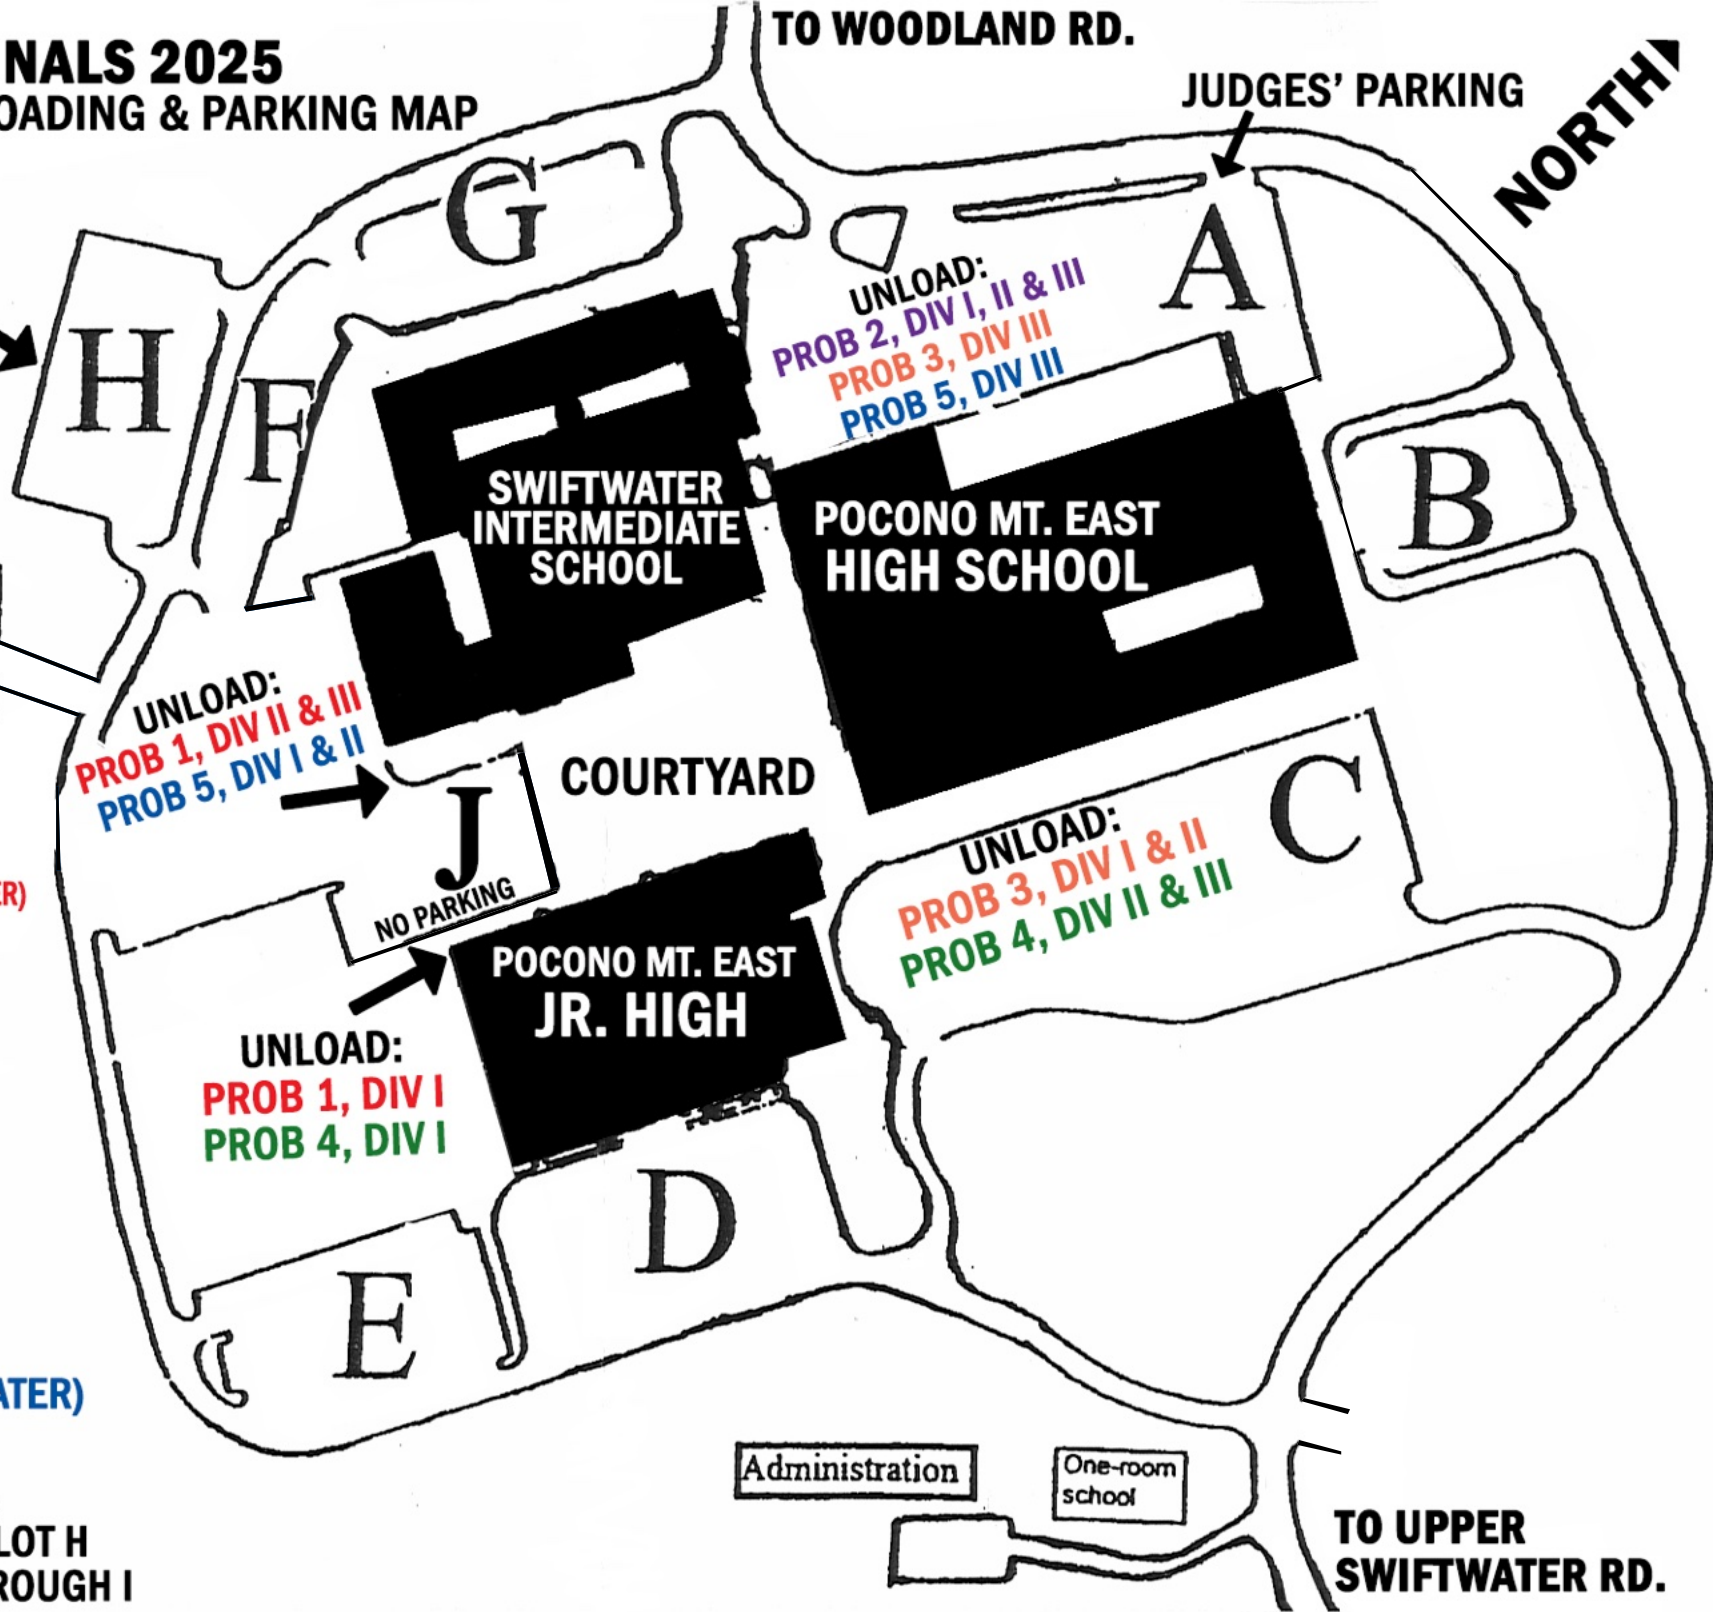 NALS 2025
OADING & PARKING MAP
TO WOODLAND RD.
JUDGES' PARKING
NORTH
G
A
H
F
B
UNLOAD:
PROB 2, DIV I, II & III
PROB 3, DIV III
PROB 5, DIV III
SWIFTWATER
INTERMEDIATE
SCHOOL
POCONO MT. EAST
HIGH SCHOOL
UNLOAD:
PROB 1, DIV II & III
PROB 5, DIV I & II
COURTYARD
J
NO PARKING
C
UNLOAD:
PROB 3, DIV I & II
PROB 4, DIV II & III
ER)
POCONO MT. EAST
JR. HIGH
UNLOAD:
PROB 1, DIV I
PROB 4, DIV I
D
E
ATER)
Administration
One-room
school
LOT H
ROUGH I
TO UPPER
SWIFTWATER RD.